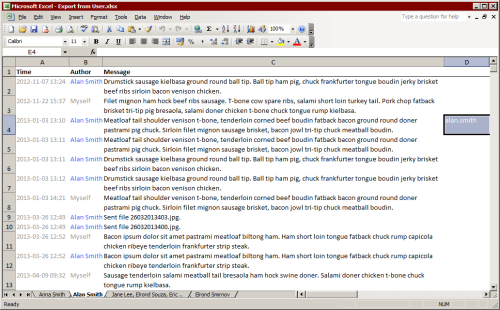 Microsoft Excel - Export from User.xlsx
File Edit View Insert Format Tools Data Window Help Type a question for help
Calibri 11 B I U 100%
E4 fx
A B C D
1 Time Author Message
2 2012-11-07 13:24 Alan Smith Drumstick sausage kielbasa ground round ball tip. Ball tip ham pig, chuck frankfurter tongue boudin jerky brisket
beef ribs sirloin bacon venison chicken.
3 2012-11-22 15:37 Myself Filet mignon ham hock beef ribs sausage. T-bone cow spare ribs, salami short loin turkey tail. Pork chop fatback
brisket tri-tip pig bresaola, salami doner chicken t-bone chuck tongue rump kielbasa.
4 2013-01-03 13:10 Alan Smith Meatloaf tail shoulder venison t-bone, tenderloin corned beef boudin fatback bacon ground round doner alan.smith
pastrami pig chuck. Sirloin filet mignon sausage brisket, bacon jowl tri-tip chuck meatball boudin.
5 2013-01-03 13:11 Alan Smith Meatloaf tail shoulder venison t-bone, tenderloin corned beef boudin fatback bacon ground round doner
pastrami pig chuck. Sirloin filet mignon sausage brisket, bacon jowl tri-tip chuck meatball boudin.
6 2013-01-03 13:11 Alan Smith Drumstick sausage kielbasa ground round ball tip. Ball tip ham pig, chuck frankfurter tongue boudin jerky brisket
beef ribs sirloin bacon venison chicken.
7 2013-01-03 13:12 Alan Smith Drumstick sausage kielbasa ground round ball tip. Ball tip ham pig, chuck frankfurter tongue boudin jerky brisket
beef ribs sirloin bacon venison chicken.
8 2013-01-03 14:21 Myself Meatloaf tail shoulder venison t-bone, tenderloin corned beef boudin fatback bacon ground round doner
pastrami pig chuck. Sirloin filet mignon sausage brisket, bacon jowl tri-tip chuck meatball boudin.
9 2013-03-26 12:49 Alan Smith Sent file 26032013403.jpg.
10 2013-03-26 12:49 Alan Smith Sent file 26032013400.jpg.
11 2013-03-26 12:52 Myself Bacon ipsum dolor sit amet pastrami meatloaf biltong ham. Ham short loin tongue fatback chuck rump capicola
chicken ribeye tenderloin frankfurter strip steak.
12 2013-03-26 12:52 Alan Smith Bacon ipsum dolor sit amet pastrami meatloaf biltong ham. Ham short loin tongue fatback chuck rump capicola
chicken ribeye tenderloin frankfurter strip steak.
13 2013-04-09 09:32 Myself Sausage tenderloin salami meatball tail bresaola ham hock swine doner. Salami doner chicken t-bone chuck
tongue rump kielbasa.
Anna Smith Alan Smith Jane Lee, Elrond Souza, Eric ... Elrond Smirnov
Ready NUM